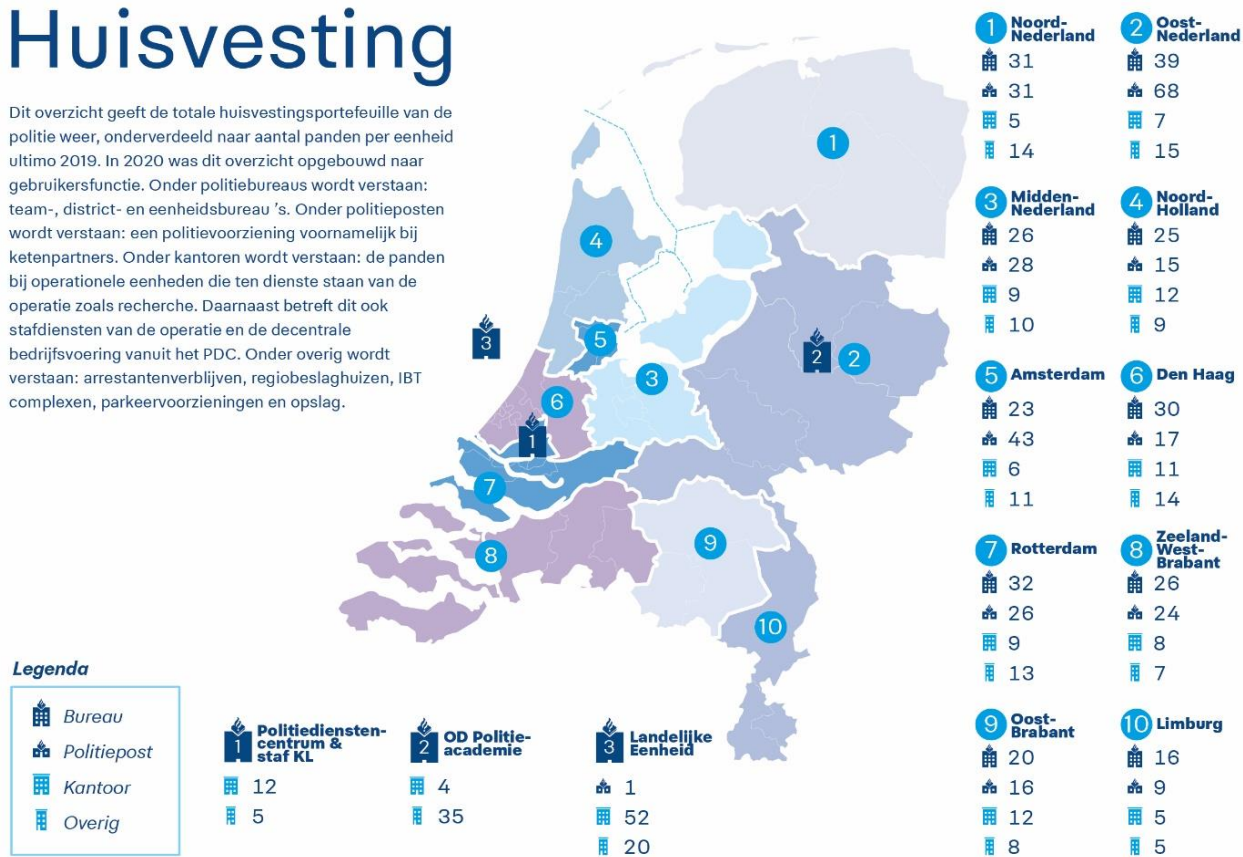 Huisvesting
Dit overzicht geeft de totale huisvestingsportefeuille van de
politie weer, onderverdeeld naar aantal panden per eenheid
ultimo 2019. In 2020 was dit overzicht opgebouwd naar
gebruikersfunctie. Onder politiebureaus wordt verstaan:
team-, district- en eenheidsbureau 's. Onder politieposten
wordt verstaan: een politievoorziening voornamelijk bij
ketenpartners. Onder kantoren wordt verstaan: de panden
bij operationele eenheden die ten dienste staan van de
operatie zoals recherche. Daarnaast betreft dit ook
stafdiensten van de operatie en de decentrale
bedrijfsvoering vanuit het PDC. Onder overig wordt
verstaan: arrestantenverblijven, regiobeslaghuizen, IBT
complexen, parkeervoorzieningen en opslag.
1
4
3
5
2
2
3
6
1
7
9
8
10
1 Noord-
Nederland
31
31
5
14
2 Oost-
Nederland
39
68
7
15
3 Midden-
Nederland
26
28
9
10
4 Noord-
Holland
25
15
12
9
5 Amsterdam
23
43
6
11
6 Den Haag
30
17
11
14
7 Rotterdam
32
26
9
13
8 Zeeland-
West-
Brabant
26
24
8
7
9 Oost-
Brabant
20
16
12
8
10 Limburg
16
9
5
5
Legenda
Bureau
Politiepost
Kantoor
Overig
1 Politiediensten-
centrum &
staf KL
12
5
2 OD Politie-
academie
4
35
3 Landelijke
Eenheid
1
52
20